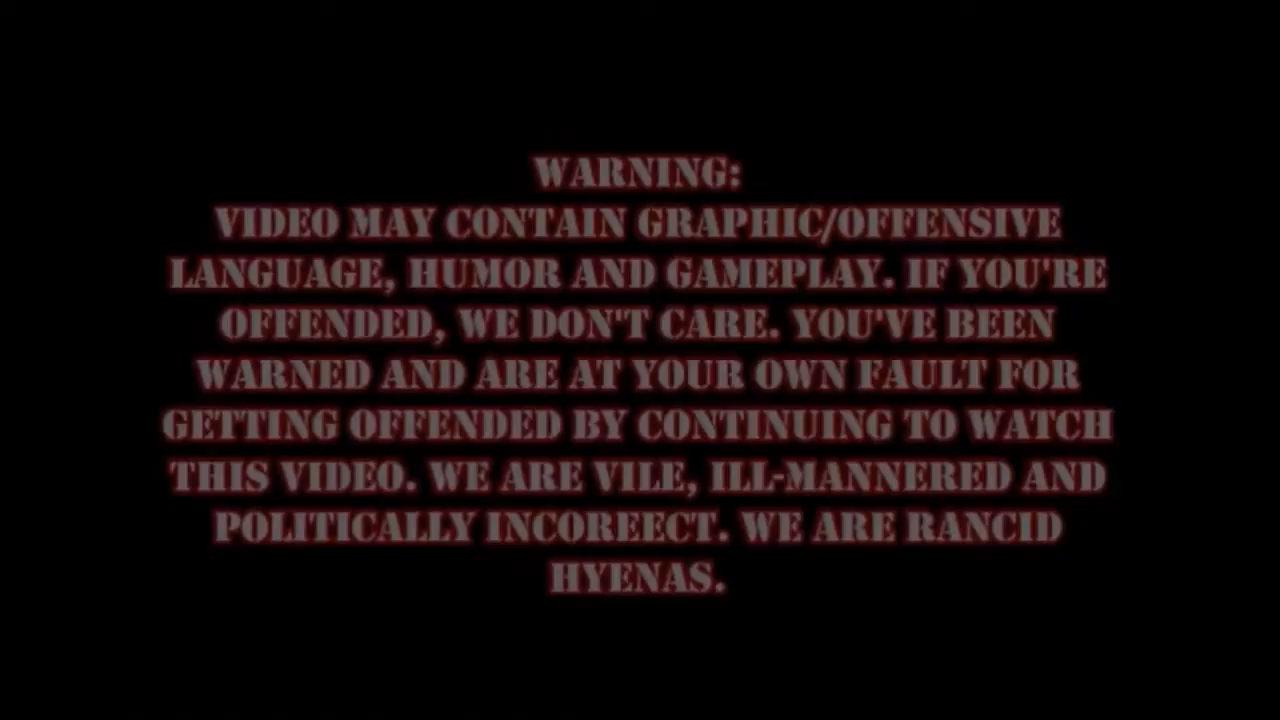 WARNING:
VIDEO MAY CONTAIN GRAPHIC/OFFENSIVE
LANGUAGE, HUMOR AND GAMEPLAY. IF YOU'RE
OFFENDED, WE DON'T CARE. YOU'VE BEEN
WARNED AND ARE AT YOUR OWN FAULT FOR
GETTING OFFENDED BY CONTINUING TO WATCH
THIS VIDEO. WE ARE VILE, ILL-MANNERED AND
POLITICALLY INCOREECT. WE ARE RANCID
HYENAS.